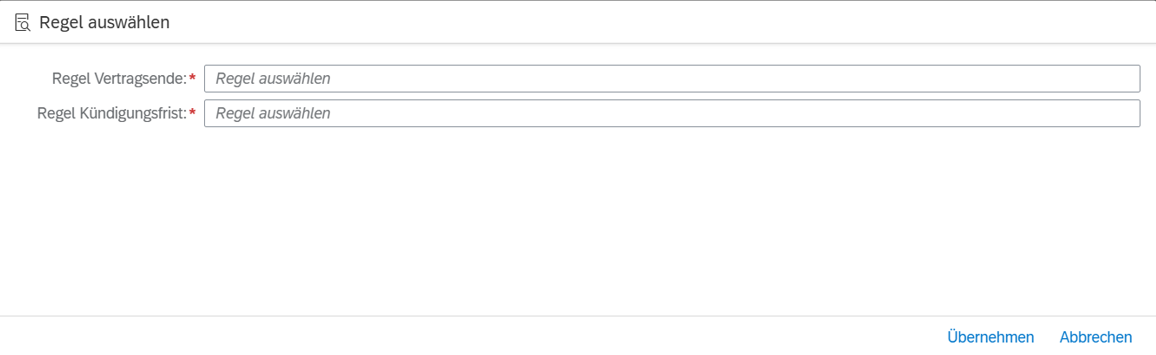 Regel auswählen
Regel Vertragsende:* Regel auswählen
Regel Kündigungsfrist:* Regel auswählen
Übernehmen Abbrechen